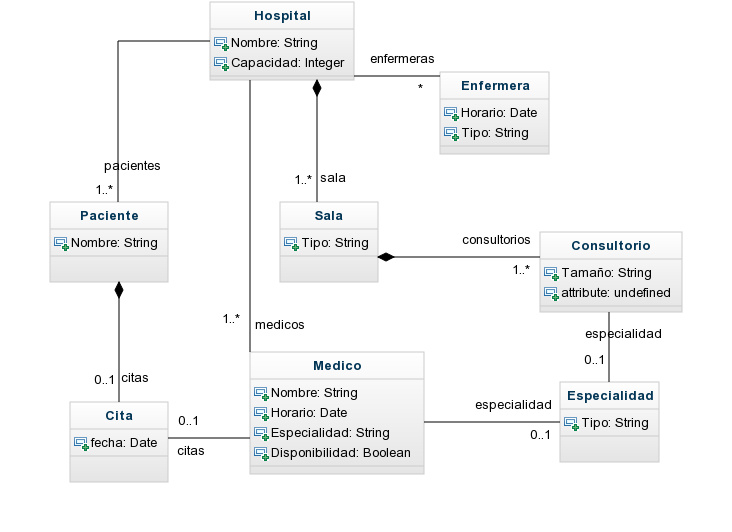 Hospital
Nombre: String
Capacidad: Integer
enfermeras
*
Enfermera
Horario: Date
Tipo: String
pacientes
1..*
1..*
sala
Paciente
Nombre: String
Sala
Tipo: String
consultorios
1..*
Consultorio
Tamaño: String
attribute: undefined
1..*
medicos
especialidad
0..1
0..1
citas
Medico
Nombre: String
Horario: Date
Especialidad: String
Disponibilidad: Boolean
especialidad
0..1
Especialidad
Tipo: String
Cita
fecha: Date
0..1
citas